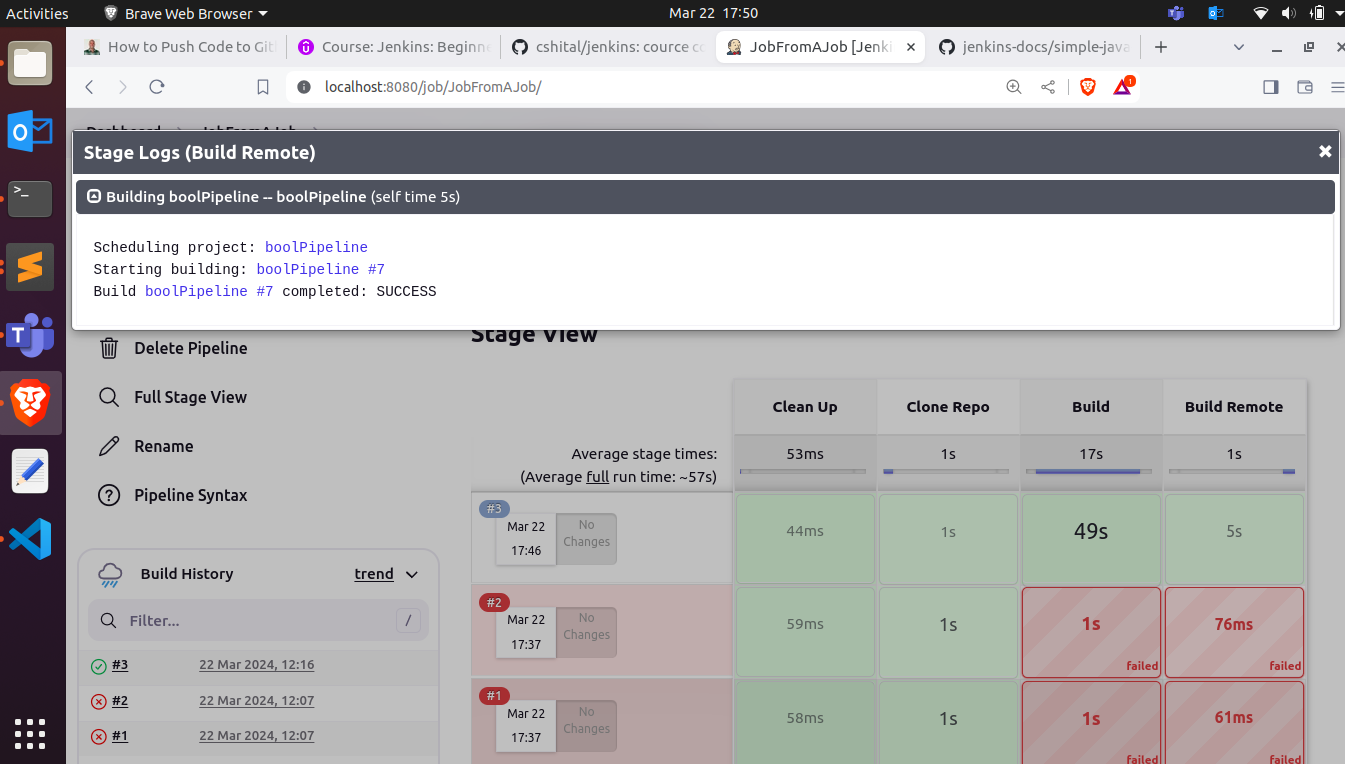 Activities
Brave Web Browser
Mar 22 17:50
How to Push Code to Git
Course: Jenkins: Beginne
cshital/jenkins: cource co
JobFromAJob [Jenki
jenkins-docs/simple-java
localhost:8080/job/JobFromAJob/
1
Dashboard
JobFromAJob
Stage Logs (Build Remote)
Building boolPipeline -- boolPipeline (self time 5s)
Scheduling project: boolPipeline
Starting building: boolPipeline #7
Build boolPipeline #7 completed: SUCCESS
Delete Pipeline
Full Stage View
Rename
Pipeline Syntax
Build History
trend
Filter...
/
#3 22 Mar 2024, 12:16
#2 22 Mar 2024, 12:07
#1 22 Mar 2024, 12:07
Stage View
Clean Up Clone Repo Build Build Remote
Average stage times: 53ms 1s 17s 1s
(Average full run time: ~57s)
#3
Mar 22
17:46
No
Changes
44ms 1s 49s 5s
#2
Mar 22
17:37
No
Changes
59ms 1s 1s 76ms
failed failed
#1
Mar 22
17:37
No
Changes
58ms 1s 1s 61ms
failed failed